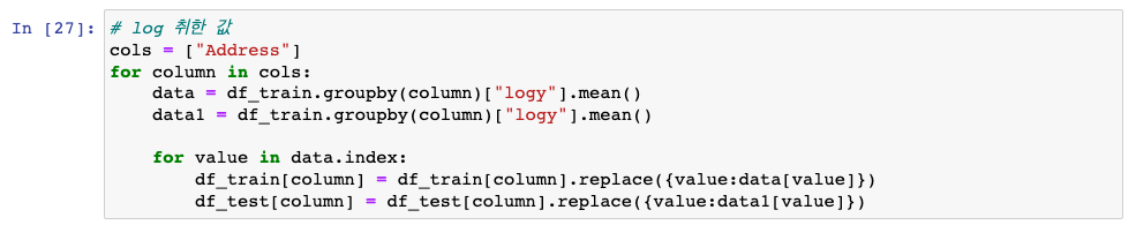 In [27]: # log 취한 값
cols = ["Address"]
for column in cols:
    data = df_train.groupby(column)["logy"].mean()
    data1 = df_train.groupby(column)["logy"].mean()

    for value in data.index:
        df_train[column] = df_train[column].replace({value:data[value]})
        df_test[column] = df_test[column].replace({value:data1[value]})